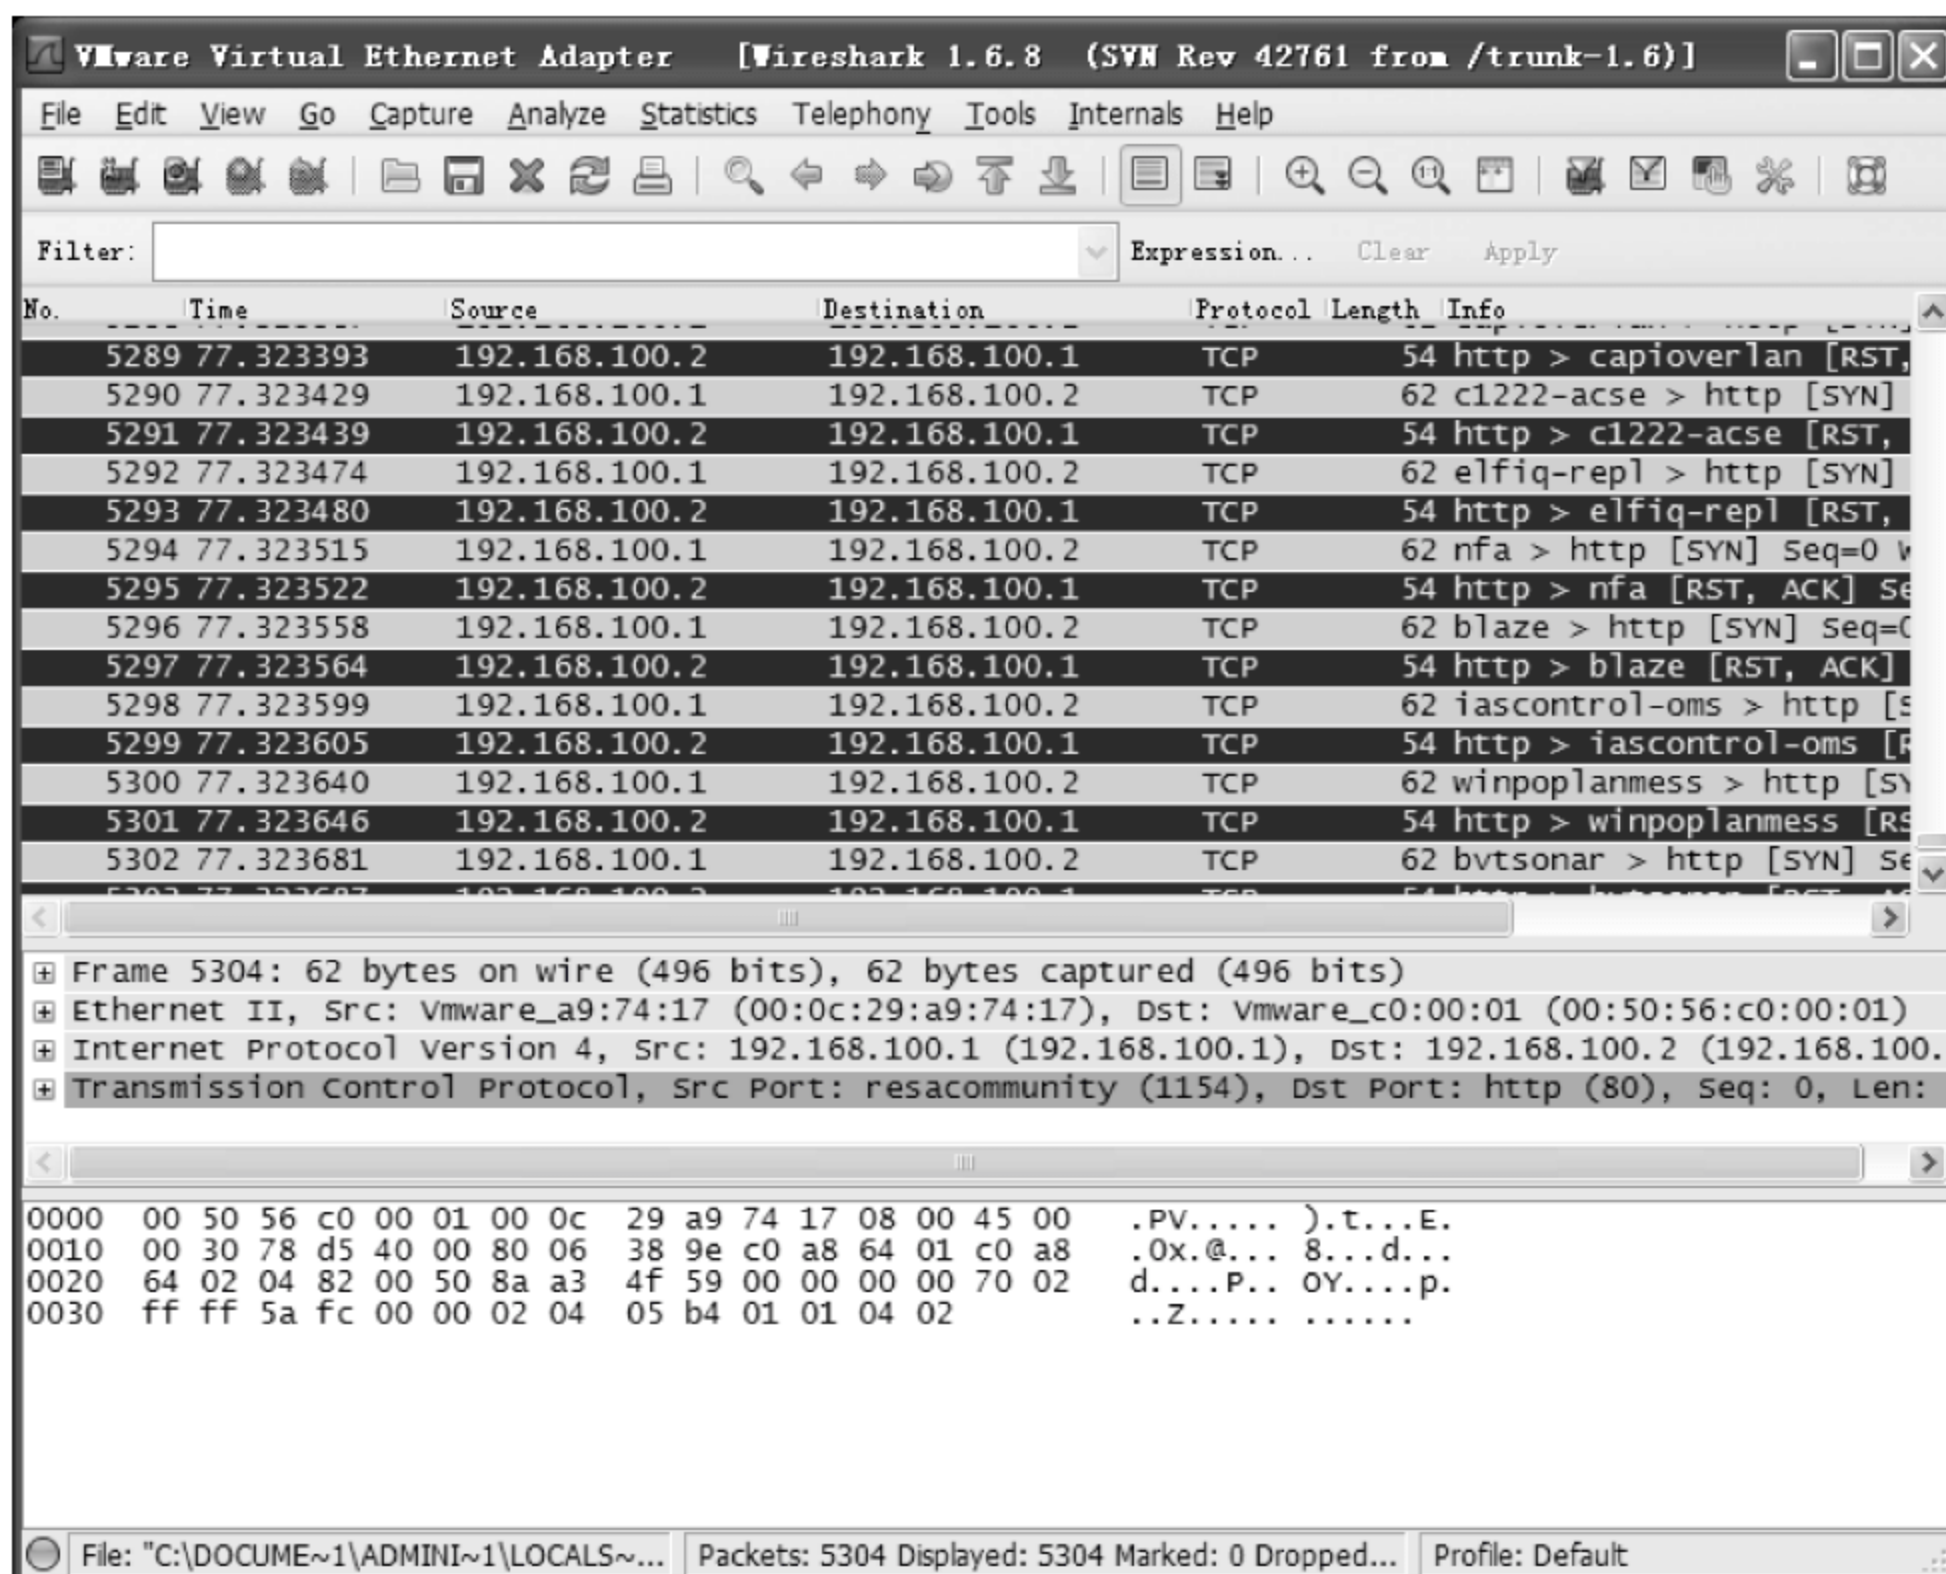 VMware Virtual Ethernet Adapter [Wireshark 1.6.8 (SVN Rev 42761 from /trunk-1.6)]
File Edit View Go Capture Analyze Statistics Telephony Tools Internals Help
Filter: Expression... Clear Apply
No. Time Source Destination Protocol Length Info
5289 77.323393 192.168.100.2 192.168.100.1 TCP 54 http > capioverlan [RST,
5290 77.323429 192.168.100.1 192.168.100.2 TCP 62 c1222-acse > http [SYN]
5291 77.323439 192.168.100.2 192.168.100.1 TCP 54 http > c1222-acse [RST,
5292 77.323474 192.168.100.1 192.168.100.2 TCP 62 elfiq-repl > http [SYN]
5293 77.323480 192.168.100.2 192.168.100.1 TCP 54 http > elfiq-repl [RST,
5294 77.323515 192.168.100.1 192.168.100.2 TCP 62 nfa > http [SYN] Seq=0
5295 77.323522 192.168.100.2 192.168.100.1 TCP 54 http > nfa [RST, ACK] Se
5296 77.323558 192.168.100.1 192.168.100.2 TCP 62 blaze > http [SYN] Seq=0
5297 77.323564 192.168.100.2 192.168.100.1 TCP 54 http > blaze [RST, ACK]
5298 77.323599 192.168.100.1 192.168.100.2 TCP 62 iascontrol-oms > http [S
5299 77.323605 192.168.100.2 192.168.100.1 TCP 54 http > iascontrol-oms [R
5300 77.323640 192.168.100.1 192.168.100.2 TCP 62 winpoplanmess > http [SY
5301 77.323646 192.168.100.2 192.168.100.1 TCP 54 http > winpoplanmess [RS
5302 77.323681 192.168.100.1 192.168.100.2 TCP 62 bvtsonar > http [SYN] Se
Frame 5304: 62 bytes on wire (496 bits), 62 bytes captured (496 bits)
Ethernet II, Src: Vmware_a9:74:17 (00:0c:29:a9:74:17), Dst: Vmware_c0:00:01 (00:50:56:c0:00:01)
Internet Protocol Version 4, Src: 192.168.100.1 (192.168.100.1), Dst: 192.168.100.2 (192.168.100.
Transmission Control Protocol, Src Port: resacommunity (1154), Dst Port: http (80), Seq: 0, Len:
0000 00 50 56 c0 00 01 00 0c 29 a9 74 17 08 00 45 00 .PV..... ).t...E.
0010 00 30 78 d5 40 00 80 06 38 9e c0 a8 64 01 c0 a8 .0x.@... 8...d...
0020 64 02 04 82 00 50 8a a3 4f 59 00 00 00 00 70 02 d....P.. OY....p.
0030 ff ff 5a fc 00 00 02 04 05 b4 01 01 04 02 ..Z..... ......
File: "C:\DOCUME~1\ADMINI~1\LOCALS~... Packets: 5304 Displayed: 5304 Marked: 0 Dropped... Profile: Default